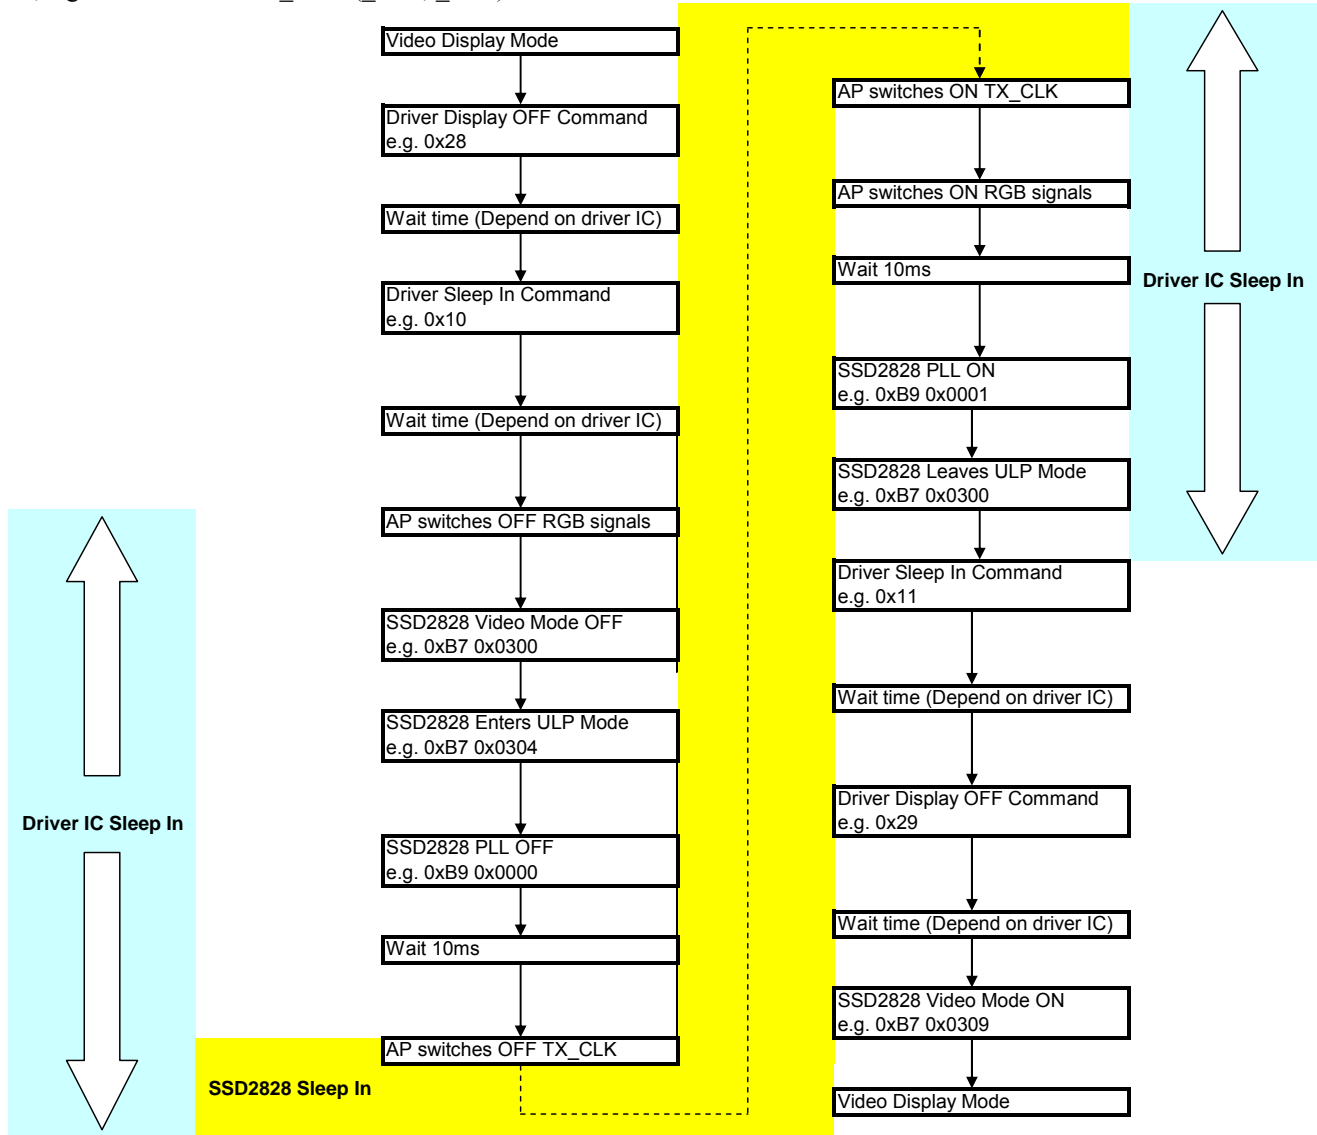 Video Display Mode
Driver Display OFF Command
e.g. 0x28
Wait time (Depend on driver IC)
Driver Sleep In Command
e.g. 0x10
Wait time (Depend on driver IC)
AP switches OFF RGB signals
SSD2828 Video Mode OFF
e.g. 0xB7 0x0300
SSD2828 Enters ULP Mode
e.g. 0xB7 0x0304
SSD2828 PLL OFF
e.g. 0xB9 0x0000
Wait 10ms
AP switches OFF TX_CLK
Driver IC Sleep In
SSD2828 Sleep In
AP switches ON TX_CLK
AP switches ON RGB signals
Wait 10ms
SSD2828 PLL ON
e.g. 0xB9 0x0001
SSD2828 Leaves ULP Mode
e.g. 0xB7 0x0300
Driver Sleep In Command
e.g. 0x11
Wait time (Depend on driver IC)
Driver Display OFF Command
e.g. 0x29
Wait time (Depend on driver IC)
SSD2828 Video Mode ON
e.g. 0xB7 0x0309
Video Display Mode
Driver IC Sleep In